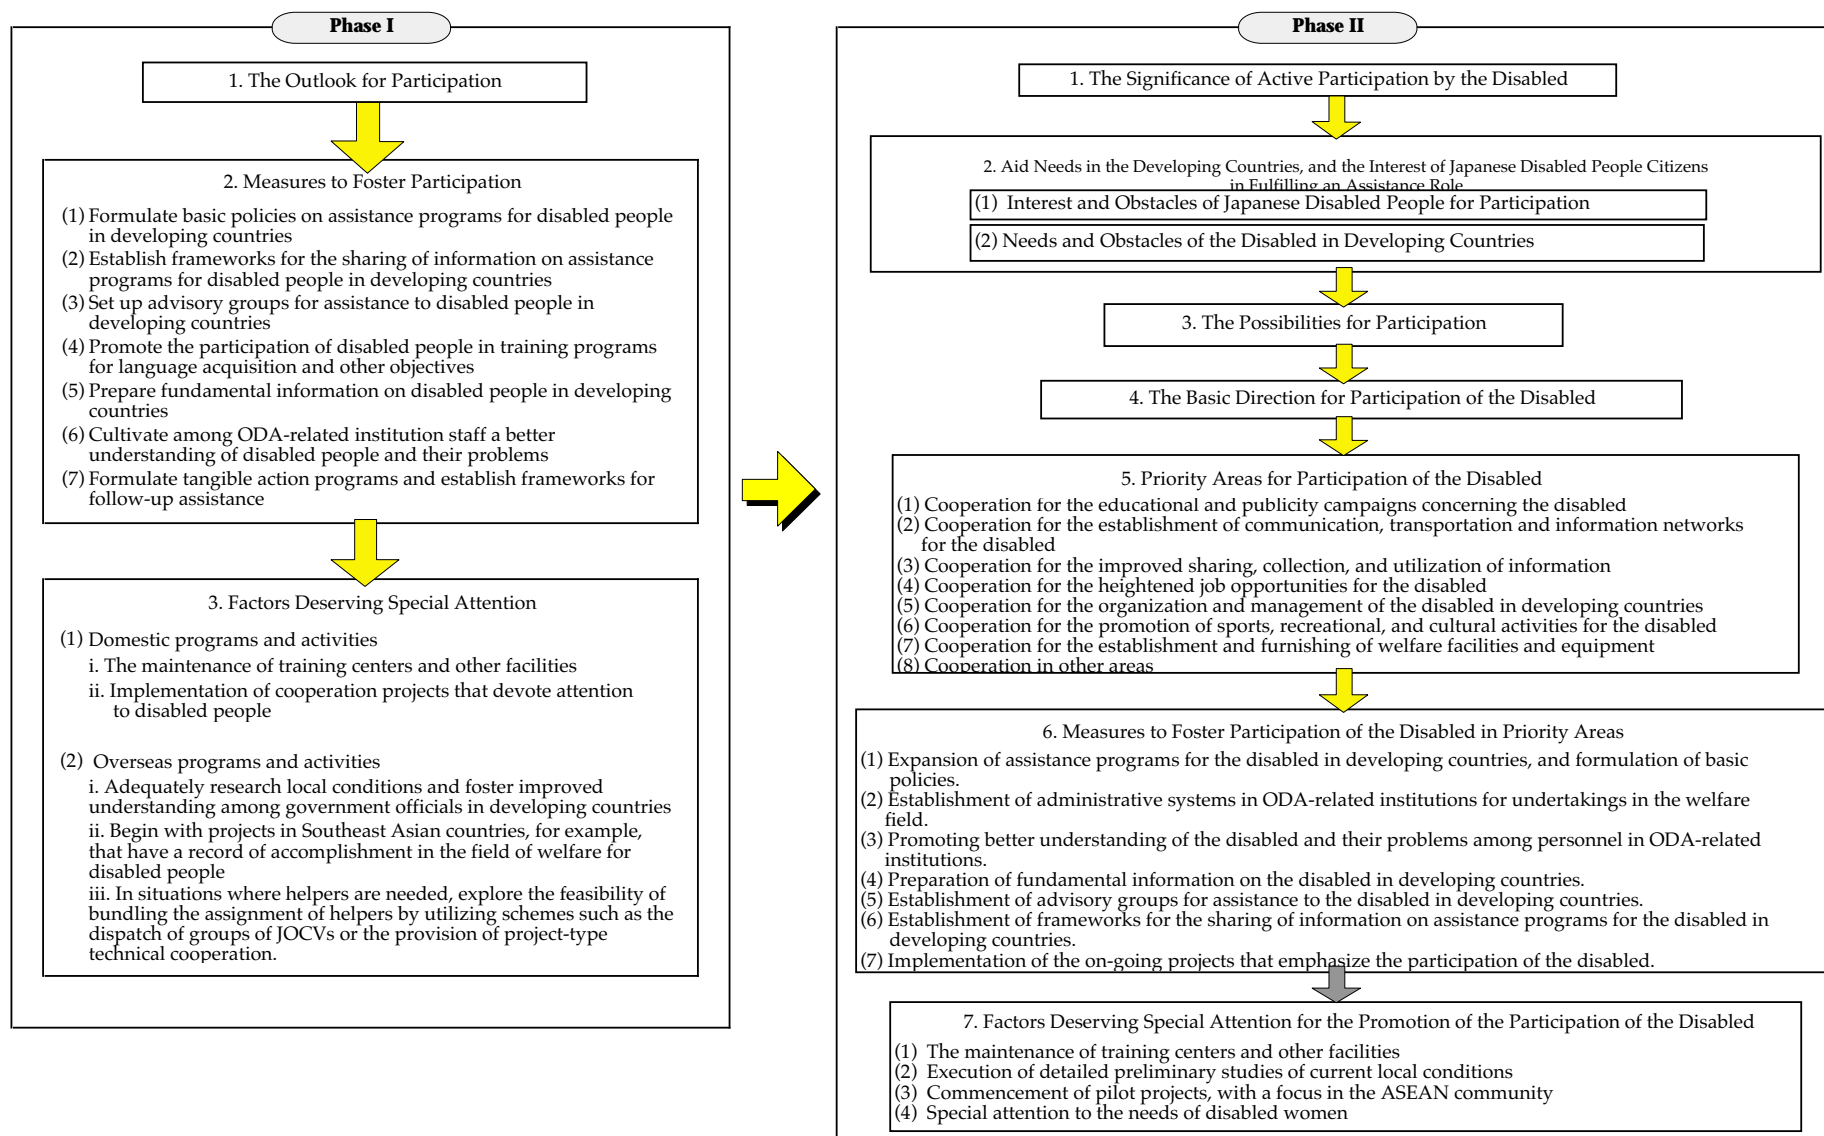 Phase I
1. The Outlook for Participation
2. Measures to Foster Participation
(1) Formulate basic policies on assistance programs for disabled people
in developing countries
(2) Establish frameworks for the sharing of information on assistance
programs for disabled people in developing countries
(3) Set up advisory groups for assistance to disabled people in
developing countries
(4) Promote the participation of disabled people in training programs
for language acquisition and other objectives
(5) Prepare fundamental information on disabled people in developing
countries
(6) Cultivate among ODA-related institution staff a better
understanding of disabled people and their problems
(7) Formulate tangible action programs and establish frameworks for
follow-up assistance
3. Factors Deserving Special Attention
(1) Domestic programs and activities
i. The maintenance of training centers and other facilities
ii. Implementation of cooperation projects that devote attention
to disabled people
(2) Overseas programs and activities
i. Adequately research local conditions and foster improved
understanding among government officials in developing countries
ii. Begin with projects in Southeast Asian countries, for example,
that have a record of accomplishment in the field of welfare for
disabled people
iii. In situations where helpers are needed, explore the feasibility of
bundling the assignment of helpers by utilizing schemes such as the
dispatch of groups of JOCVs or the provision of project-type
technical cooperation.
Phase II
1. The Significance of Active Participation by the Disabled
2. Aid Needs in the Developing Countries, and the Interest of Japanese Disabled People Citizens
in Fulfilling an Assistance Role
(1) Interest and Obstacles of Japanese Disabled People for Participation
(2) Needs and Obstacles of the Disabled in Developing Countries
3. The Possibilities for Participation
4. The Basic Direction for Participation of the Disabled
5. Priority Areas for Participation of the Disabled
(1) Cooperation for the educational and publicity campaigns concerning the disabled
(2) Cooperation for the establishment of communication, transportation and information networks
for the disabled
(3) Cooperation for the improved sharing, collection, and utilization of information
(4) Cooperation for the heightened job opportunities for the disabled
(5) Cooperation for the organization and management of the disabled in developing countries
(6) Cooperation for the promotion of sports, recreational, and cultural activities for the disabled
(7) Cooperation for the establishment and furnishing of welfare facilities and equipment
(8) Cooperation in other areas
6. Measures to Foster Participation of the Disabled in Priority Areas
(1) Expansion of assistance programs for the disabled in developing countries, and formulation of basic
policies.
(2) Establishment of administrative systems in ODA-related institutions for undertakings in the welfare
field.
(3) Promoting better understanding of the disabled and their problems among personnel in ODA-related
institutions.
(4) Preparation of fundamental information on the disabled in developing countries.
(5) Establishment of advisory groups for assistance to the disabled in developing countries.
(6) Establishment of frameworks for the sharing of information on assistance programs for the disabled in
developing countries.
(7) Implementation of the on-going projects that emphasize the participation of the disabled.
7. Factors Deserving Special Attention for the Promotion of the Participation of the Disabled
(1) The maintenance of training centers and other facilities
(2) Execution of detailed preliminary studies of current local conditions
(3) Commencement of pilot projects, with a focus in the ASEAN community
(4) Special attention to the needs of disabled women